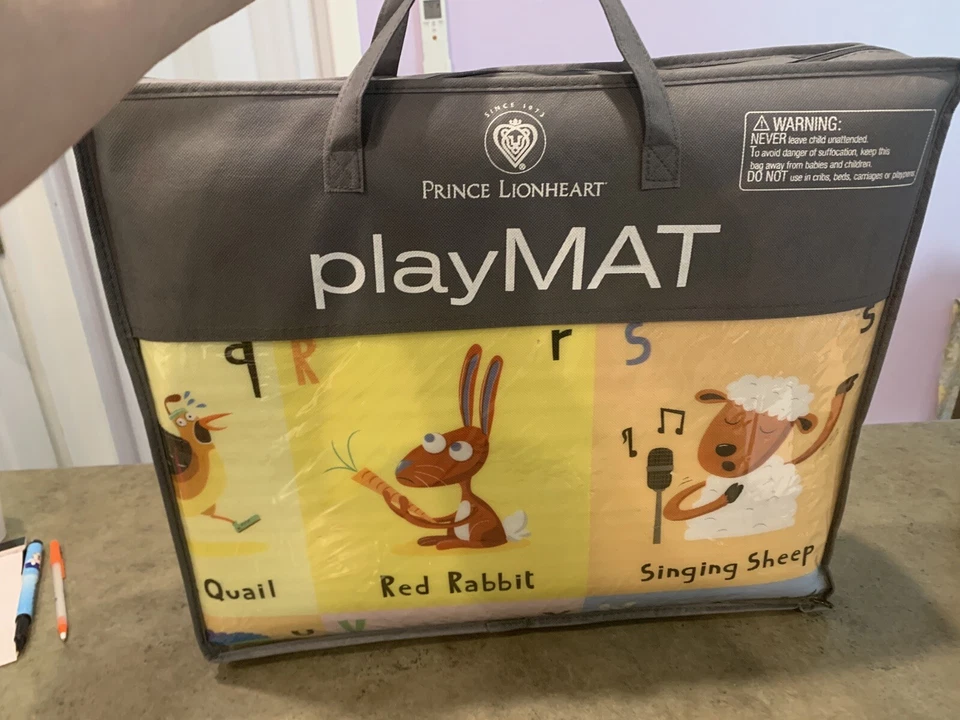 SINCE 1973
PRINCE LIONHEART
playMAT
WARNING:
NEVER leave child unattended.
To avoid danger of suffocation, keep this
bag away from babies and children.
DO NOT use in cribs, beds, carriages or playpens
q R r S s
Quail
Red Rabbit
Singing Sheep
u V